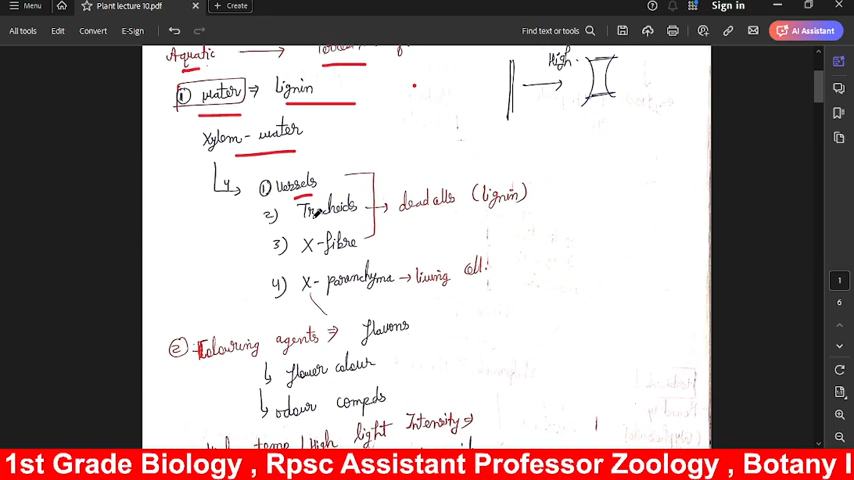 Menu
Plant lecture 10.pdf
+ Create
Sign in
All tools
Edit
Convert
E-Sign
Find text or tools
AI Assistant
Aquatic
① water ⇒ lignin
High.
Xylem - water
4
① Vessels
2) Tracheids → dead cells (lignin)
3) X - fibre
4) X - parenchyma → living cell.
② Colouring agents ⇒ flavons
↳ flower colour
↳ odour compds
temp / High light Intensity ⇒
1
6
1st Grade Biology , Rpsc Assistant Professor Zoology , Botany I